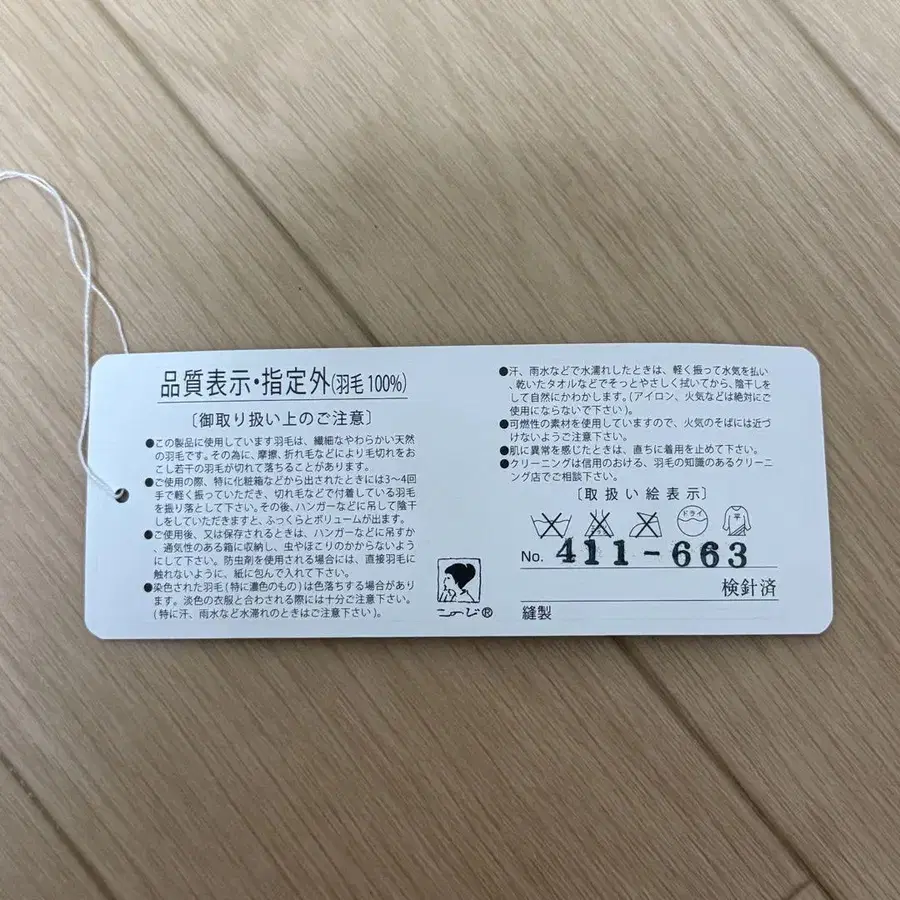 品質表示・指定外(羽毛100%)
〔御取り扱い上のご注意〕
●この製品に使用しています羽毛は、繊細なやわらかい天然
の羽毛です。その為に、摩擦、折れ毛などにより毛切れをお
こし若干の羽毛が切れて落ちることがあります。
●ご使用の際、特に化粧箱などから出されたときには3〜4回
手で軽く振っていただき、切れ毛などで付着している羽毛
を振り落として下さい。その後、ハンガーなどに吊して陰干
しをしていただきますと、ふっくらとボリュームが出ます。
●ご使用後、又は保存されるときは、ハンガーなどに吊すか
、通気性のある箱に収納し、虫やほこりのかからないように
して下さい。防虫剤を使用される場合には、直接羽毛に
触れないように、紙に包んで入れて下さい。
●染色された羽毛(特に濃色のもの)は色落ちする場合があり
ます。淡色の衣服と合わされる際には十分ご注意下さい。
(特に汗、雨水など水濡れのときはご注意下さい)。
こーじ®
●汗、雨水などで水濡れしたときは、軽く振って水気を払い
、乾いたタオルなどでそっとやさしく拭いてから、陰干しを
して自然にかわかします。(アイロン、火気などは絶対にご
使用にならないで下さい)。
●可燃性の素材を使用していますので、火気のそばには近づ
けないようご注意下さい。
●肌に異常を感じたときは、直ちに着用を止めて下さい。
●クリーニングは信用のおける、羽毛の知識のあるクリーニ
ング店でご相談下さい。
〔取扱い絵表示〕
ドライ 平
No. 411-663
検針済
縫製